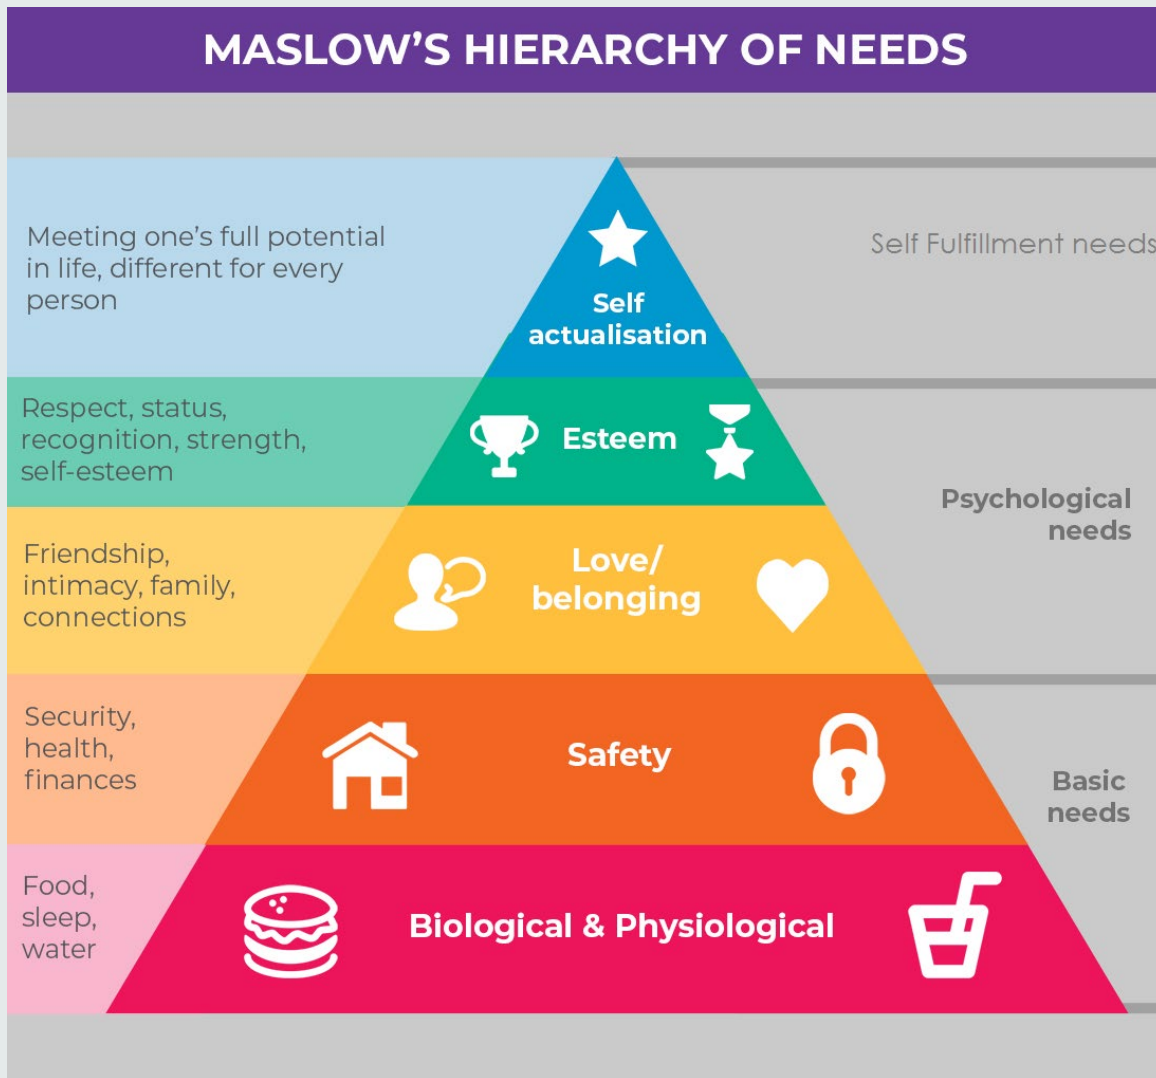 MASLOW'S HIERARCHY OF NEEDS
Meeting one's full potential
in life, different for every
person
Self
actualisation
Self Fulfillment needs
Respect, status,
recognition, strength,
self-esteem
Esteem
Psychological
needs
Friendship,
intimacy, family,
connections
Love/
belonging
Security,
health,
finances
Safety
Basic
needs
Food,
sleep,
water
Biological & Physiological